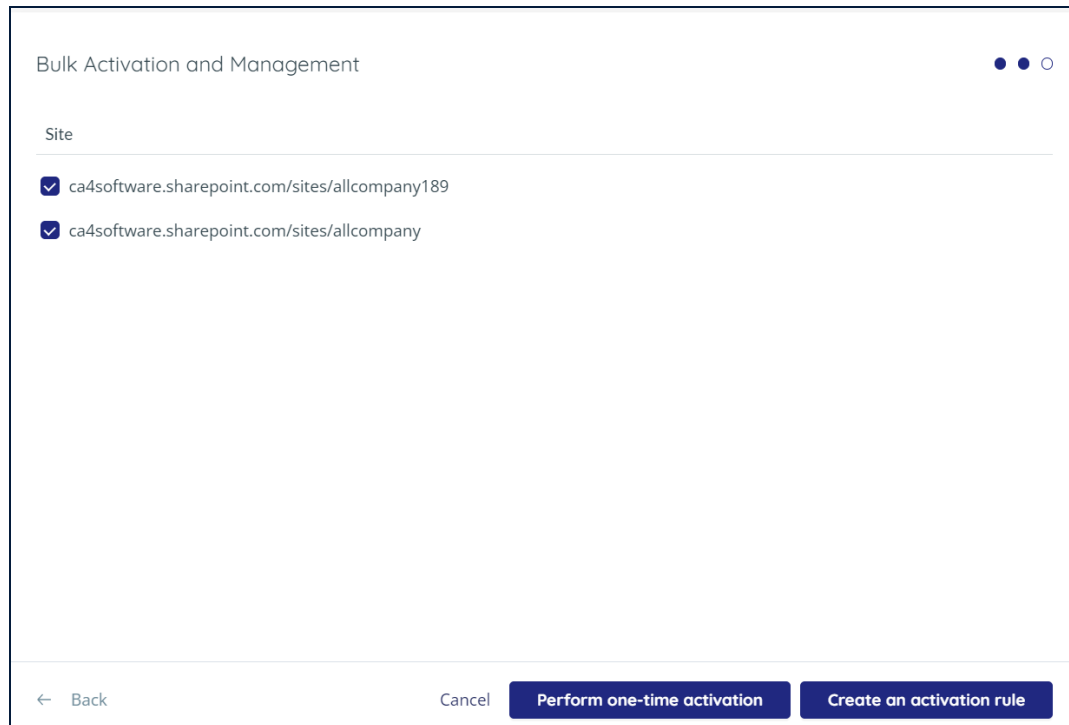 Bulk Activation and Management
Site
ca4software.sharepoint.com/sites/allcompany189
ca4software.sharepoint.com/sites/allcompany
← Back
Cancel
Perform one-time activation
Create an activation rule